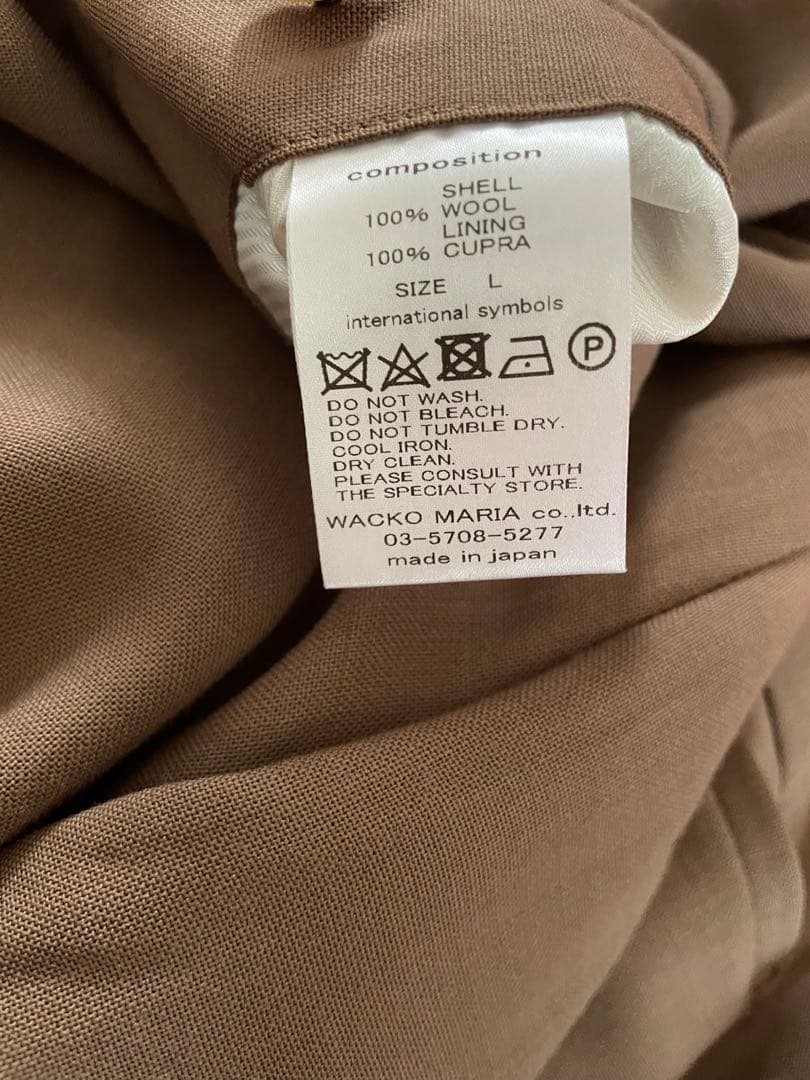 composition
SHELL
100% WOOL
LINING
100% CUPRA
SIZE L
international symbols
P
DO NOT WASH.
DO NOT BLEACH.
DO NOT TUMBLE DRY.
COOL IRON.
DRY CLEAN.
PLEASE CONSULT WITH
THE SPECIALTY STORE.
WACKO MARIA co.,ltd.
03-5708-5277
made in japan